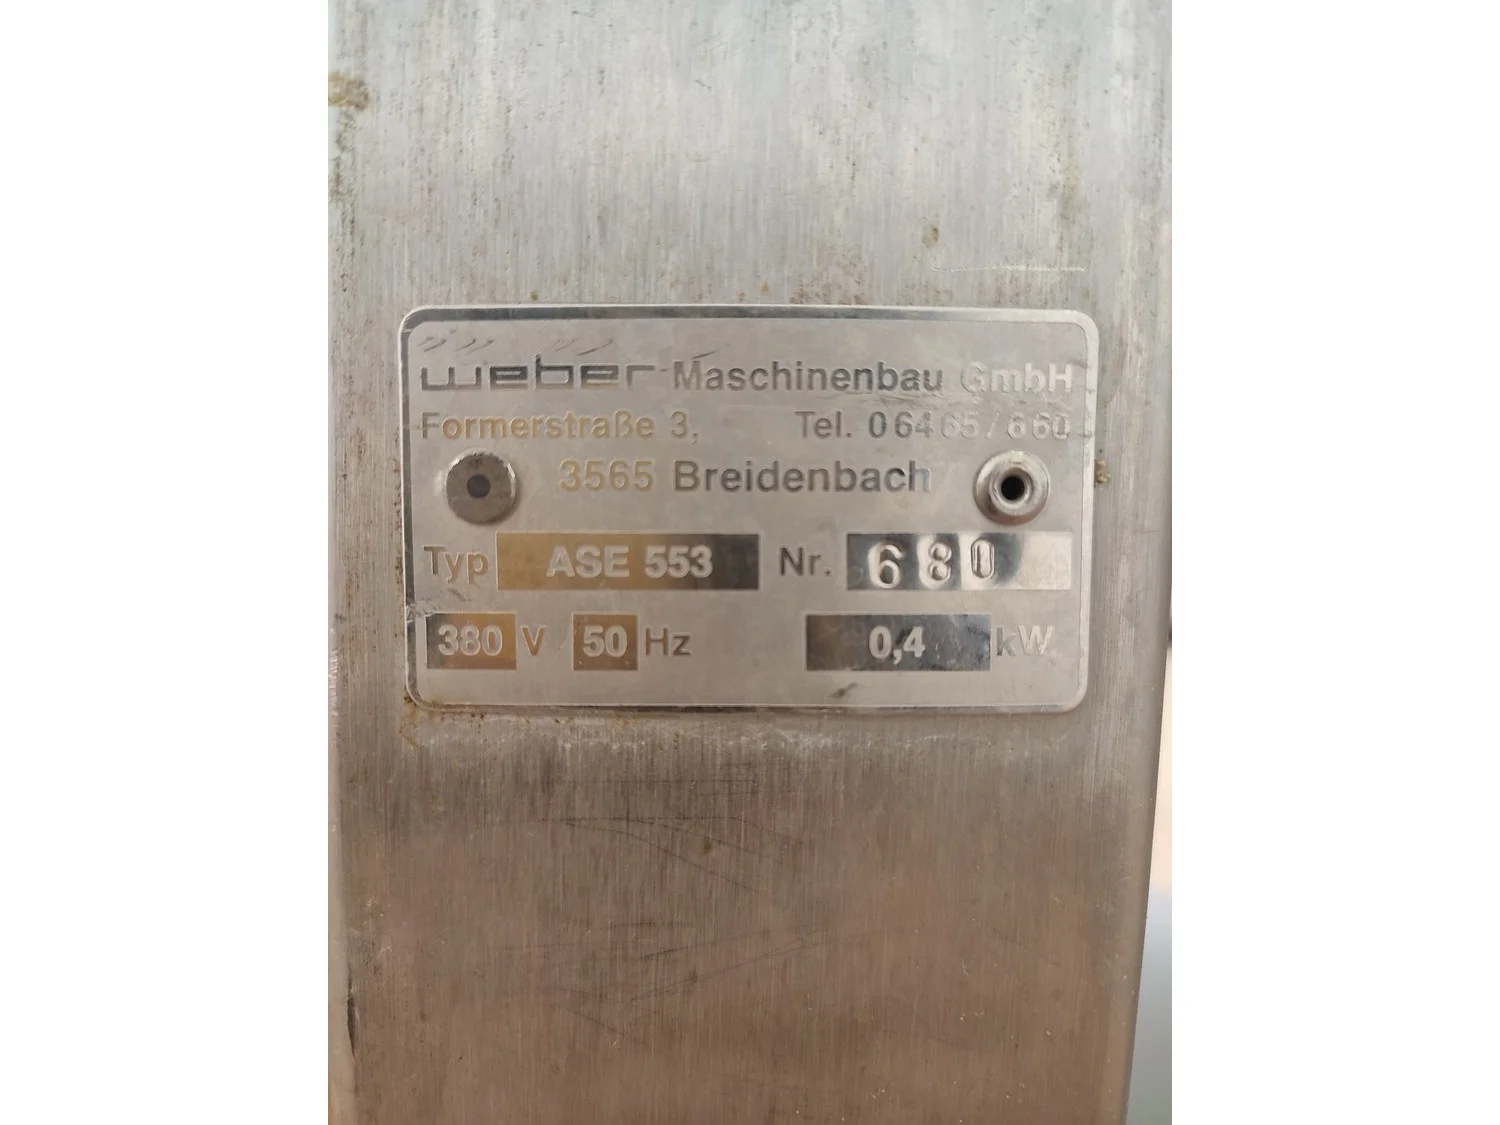 weber Maschinenbau GmbH
Formerstraße 3, Tel. 06465/660
3565 Breidenbach
Typ ASE 553 Nr. 680
380 V 50 Hz 0,4 kW